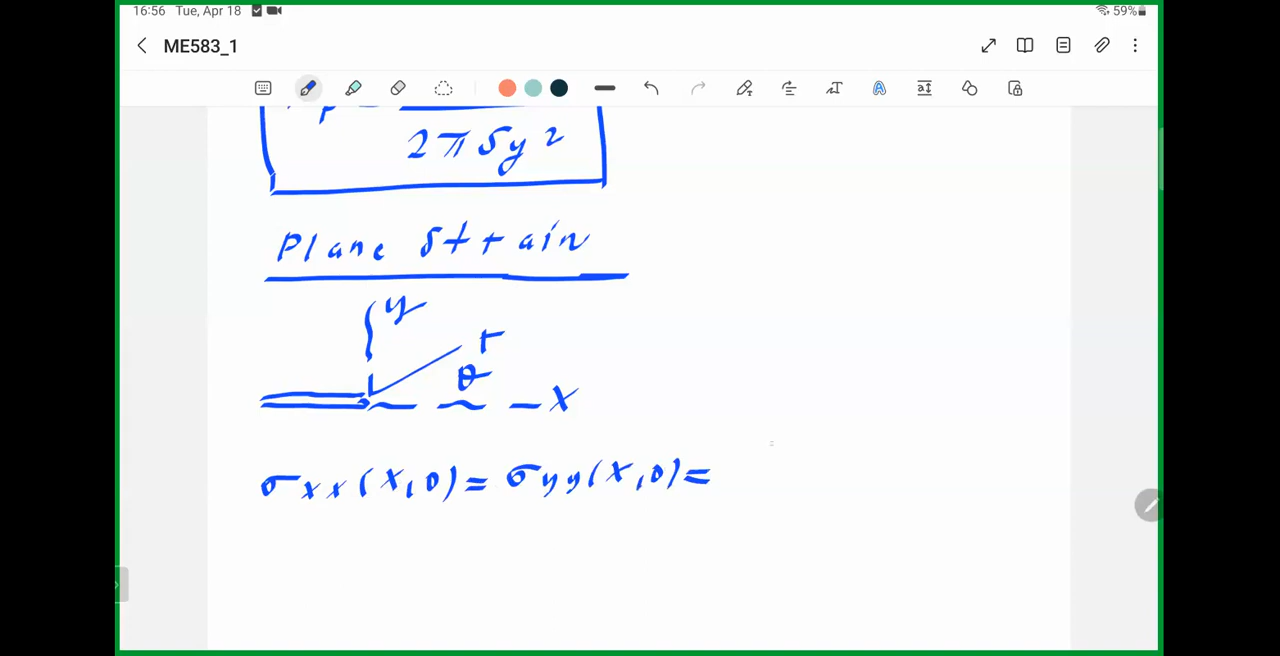 16:56 Tue, Apr 18
59%
ME583_1
2πSy²
Plane Strain
y
r
θ
x
σxx(x,0)=σyy(x,0)=